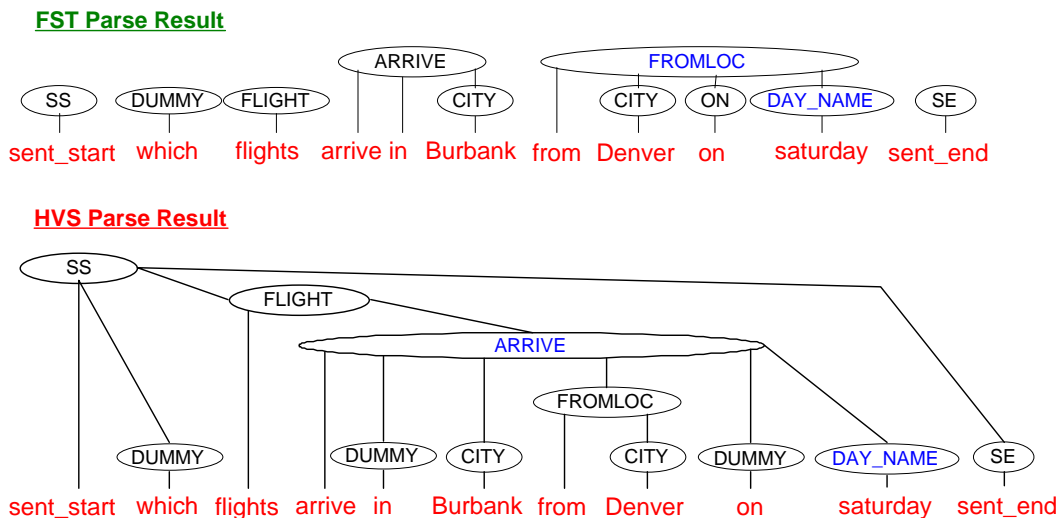 FST Parse Result
ARRIVE FROMLOC
SS DUMMY FLIGHT CITY CITY ON DAY_NAME SE
sent_start which flights arrive in Burbank from Denver on saturday sent_end
HVS Parse Result
SS
FLIGHT
ARRIVE
FROMLOC
DUMMY DUMMY CITY CITY DUMMY DAY_NAME SE
sent_start which flights arrive in Burbank from Denver on saturday sent_end